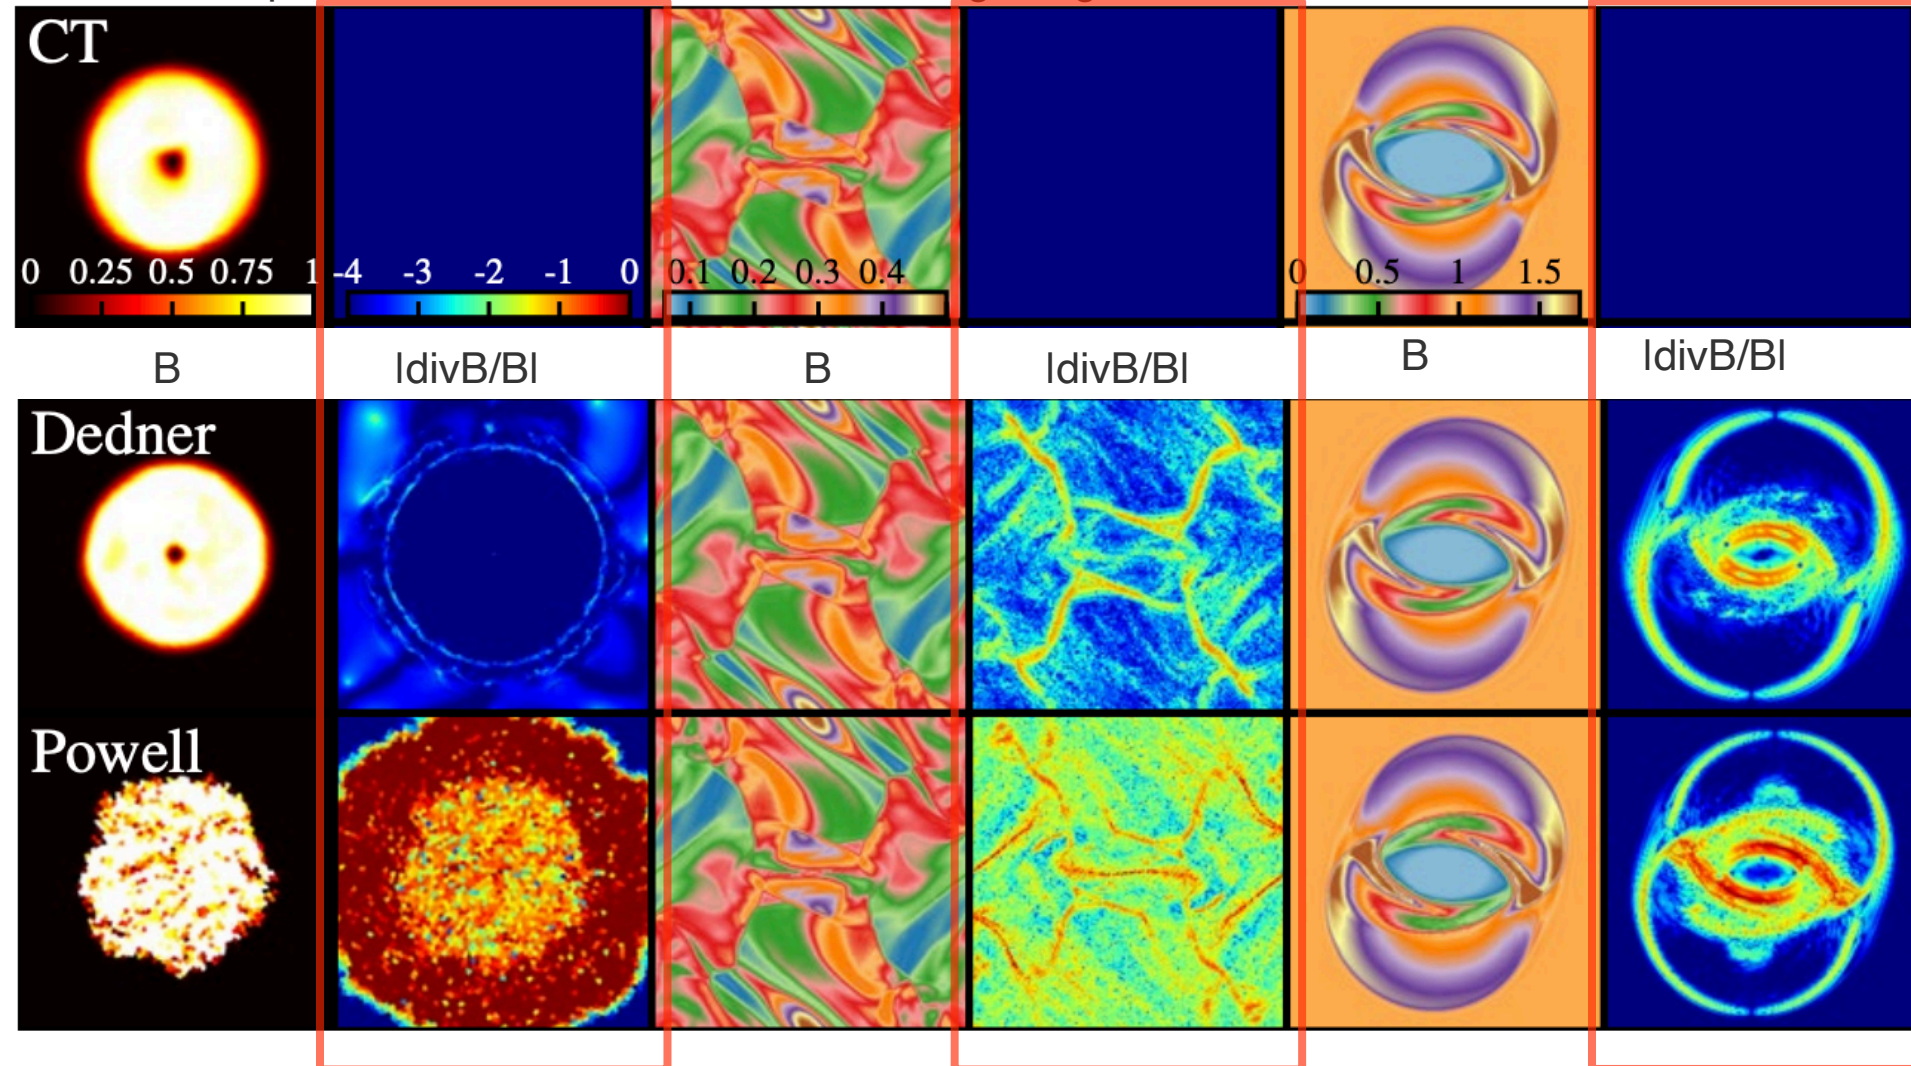 CT
0 0.25 0.5 0.75 1 -4 -3 -2 -1 0 0.1 0.2 0.3 0.4 0 0.5 1 1.5
B |divB/B| B |divB/B| B |divB/B|
Dedner
Powell